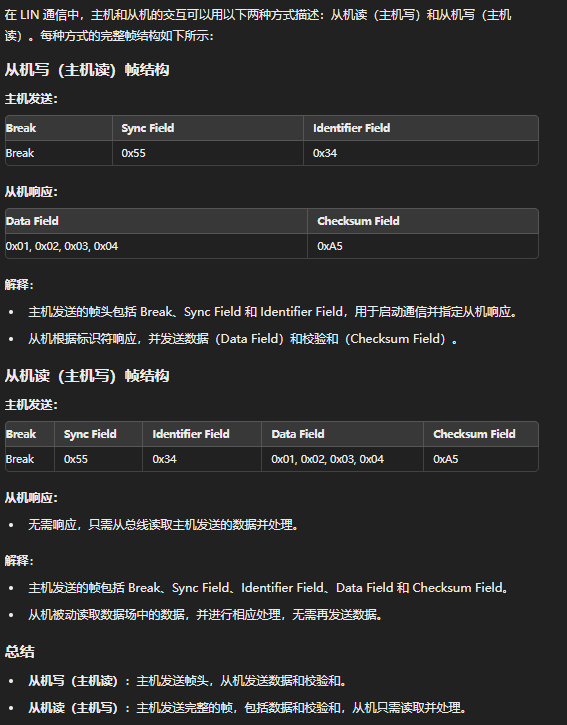 在 LIN 通信中，主机和从机的交互可以用以下两种方式描述：从机读（主机写）和从机写（主机
读）。每种方式的完整帧结构如下所示：
从机写（主机读）帧结构
主机发送：
Break Sync Field Identifier Field
Break 0x55 0x34
从机响应：
Data Field Checksum Field
0x01, 0x02, 0x03, 0x04 0xA5
解释：
• 主机发送的帧头包括 Break、Sync Field 和 Identifier Field，用于启动通信并指定从机响应。
• 从机根据标识符响应，并发送数据（Data Field）和校验和（Checksum Field）。
从机读（主机写）帧结构
主机发送：
Break Sync Field Identifier Field Data Field Checksum Field
Break 0x55 0x34 0x01, 0x02, 0x03, 0x04 0xA5
从机响应：
• 无需响应，只需从总线读取主机发送的数据并处理。
解释：
• 主机发送的帧包括 Break、Sync Field、Identifier Field、Data Field 和 Checksum Field。
• 从机被动读取数据场中的数据，并进行相应处理，无需再发送数据。
总结
• 从机写（主机读）：主机发送帧头，从机发送数据和校验和。
• 从机读（主机写）：主机发送完整的帧，包括数据和校验和，从机只需读取并处理。